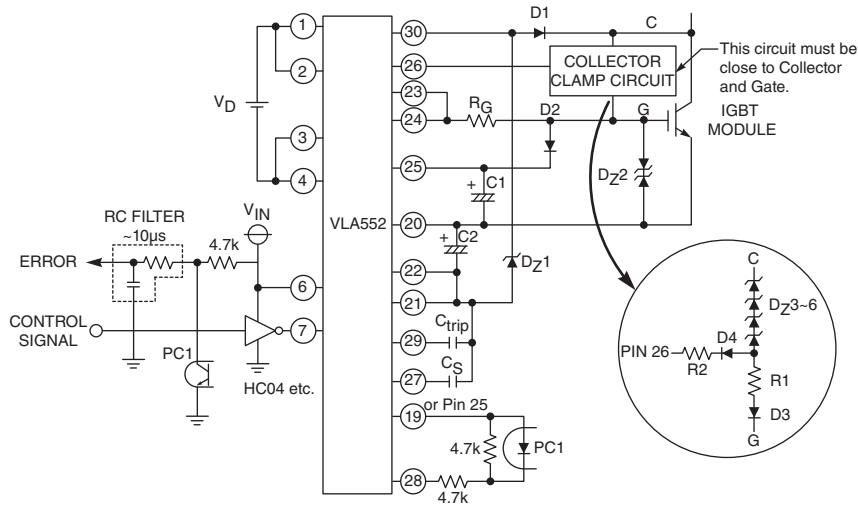 1
2
3
4
6
7
V_D
V_IN
RC FILTER
~10µs
4.7k
ERROR
CONTROL
SIGNAL
PC1
HC04 etc.
VLA552
30
26
23
24
25
20
22
21
29
27
19
28
D1
C
COLLECTOR
CLAMP CIRCUIT
This circuit must be
close to Collector
and Gate.
IGBT
MODULE
R_G
D2
G
D_Z2
+ C1
+ C2
D_Z1
C_trip
C_S
or Pin 25
4.7k
PC1
4.7k
C
D_Z3~6
PIN 26
D4
R2
R1
D3
G